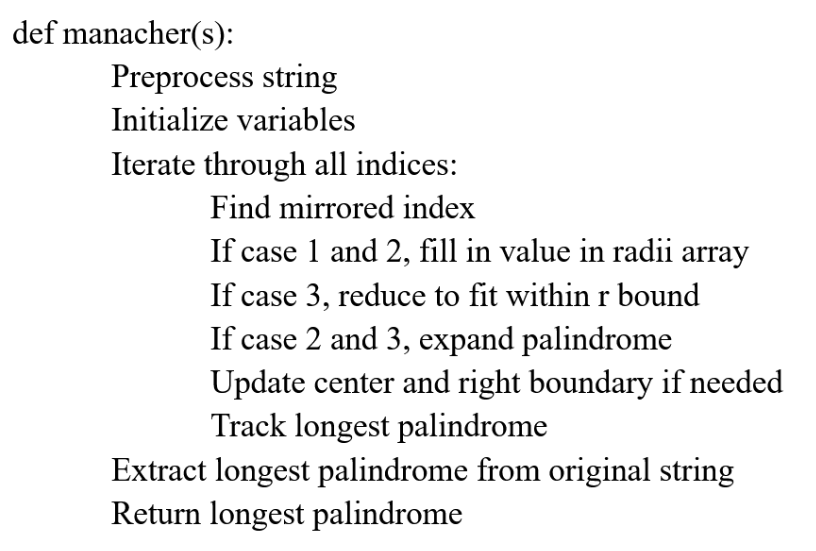 def manacher(s):
Preprocess string
Initialize variables
Iterate through all indices:
Find mirrored index
If case 1 and 2, fill in value in radii array
If case 3, reduce to fit within r bound
If case 2 and 3, expand palindrome
Update center and right boundary if needed
Track longest palindrome
Extract longest palindrome from original string
Return longest palindrome